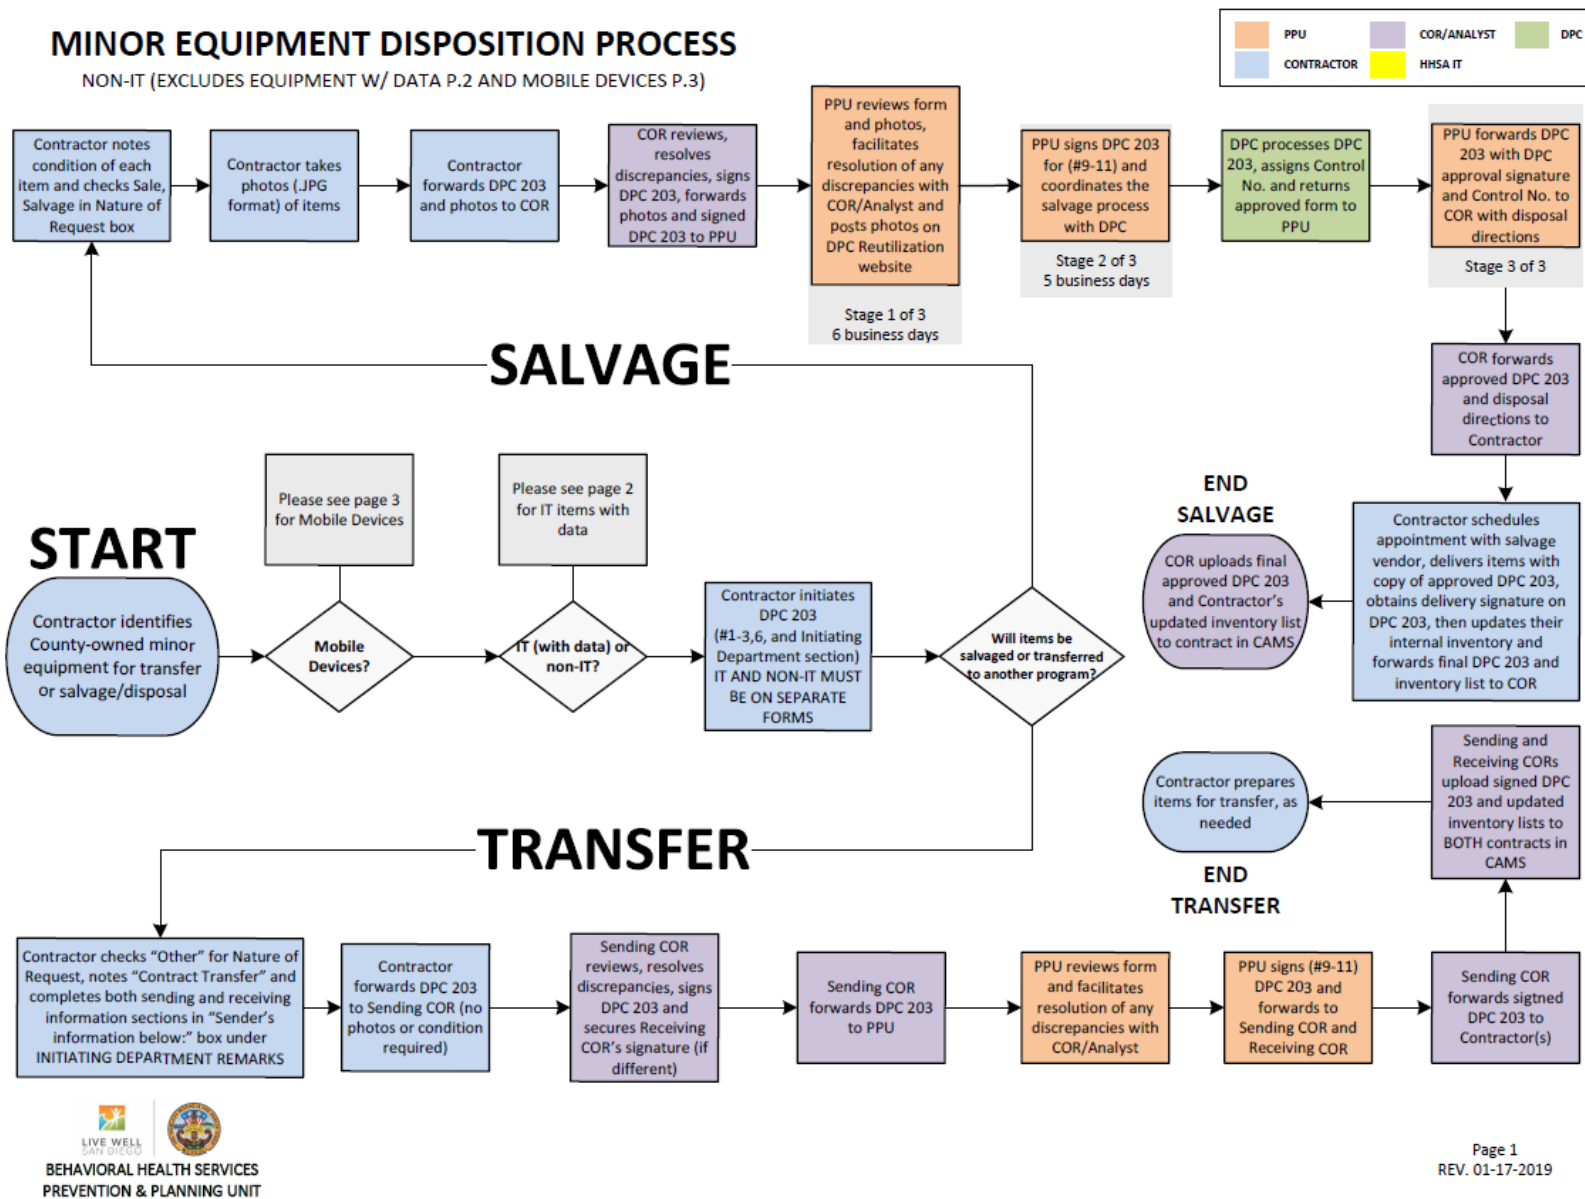 MINOR EQUIPMENT DISPOSITION PROCESS
NON-IT (EXCLUDES EQUIPMENT W/ DATA P.2 AND MOBILE DEVICES P.3)
PPU
COR/ANALYST
DPC
CONTRACTOR
HHSA IT
Contractor notes
condition of each
item and checks Sale,
Salvage in Nature of
Request box
Contractor takes
photos (.JPG
format) of items
Contractor
forwards DPC 203
and photos to COR
COR reviews,
resolves
discrepancies, signs
DPC 203, forwards
photos and signed
DPC 203 to PPU
PPU reviews form
and photos,
facilitates
resolution of any
discrepancies with
COR/Analyst and
posts photos on
DPC Reutilization
website
Stage 1 of 3
6 business days
PPU signs DPC 203
for (#9-11) and
coordinates the
salvage process
with DPC
Stage 2 of 3
5 business days
DPC processes DPC
203, assigns Control
No. and returns
approved form to
PPU
PPU forwards DPC
203 with DPC
approval signature
and Control No. to
COR with disposal
directions
Stage 3 of 3
SALVAGE
COR forwards
approved DPC 203
and disposal
directions to
Contractor
START
Contractor identifies
County-owned minor
equipment for transfer
or salvage/disposal
Please see page 3
for Mobile Devices
Mobile
Devices?
Please see page 2
for IT items with
data
IT (with data) or
non-IT?
Contractor initiates
DPC 203
(#1-3,6, and Initiating
Department section)
IT AND NON-IT MUST
BE ON SEPARATE
FORMS
Will items be
salvaged or transferred
to another program?
END
SALVAGE
COR uploads final
approved DPC 203
and Contractor's
updated inventory list
to contract in CAMS
Contractor schedules
appointment with salvage
vendor, delivers items with
copy of approved DPC 203,
obtains delivery signature on
DPC 203, then updates their
internal inventory and
forwards final DPC 203 and
inventory list to COR
Contractor prepares
items for transfer, as
needed
END
TRANSFER
Sending and
Receiving CORs
upload signed DPC
203 and updated
inventory lists to
BOTH contracts in
CAMS
TRANSFER
Contractor checks “Other” for Nature of
Request, notes “Contract Transfer” and
completes both sending and receiving
information sections in “Sender’s
information below:” box under
INITIATING DEPARTMENT REMARKS
Contractor
forwards DPC 203
to Sending COR (no
photos or condition
required)
Sending COR
reviews, resolves
discrepancies, signs
DPC 203 and
secures Receiving
COR’s signature (if
different)
Sending COR
forwards DPC 203
to PPU
PPU reviews form
and facilitates
resolution of any
discrepancies with
COR/Analyst
PPU signs (#9-11)
DPC 203 and
forwards to
Sending COR and
Receiving COR
Sending COR
forwards sigtned
DPC 203 to
Contractor(s)
LIVE WELL
SAN DIEGO
BEHAVIORAL HEALTH SERVICES
PREVENTION & PLANNING UNIT
Page 1
REV. 01-17-2019